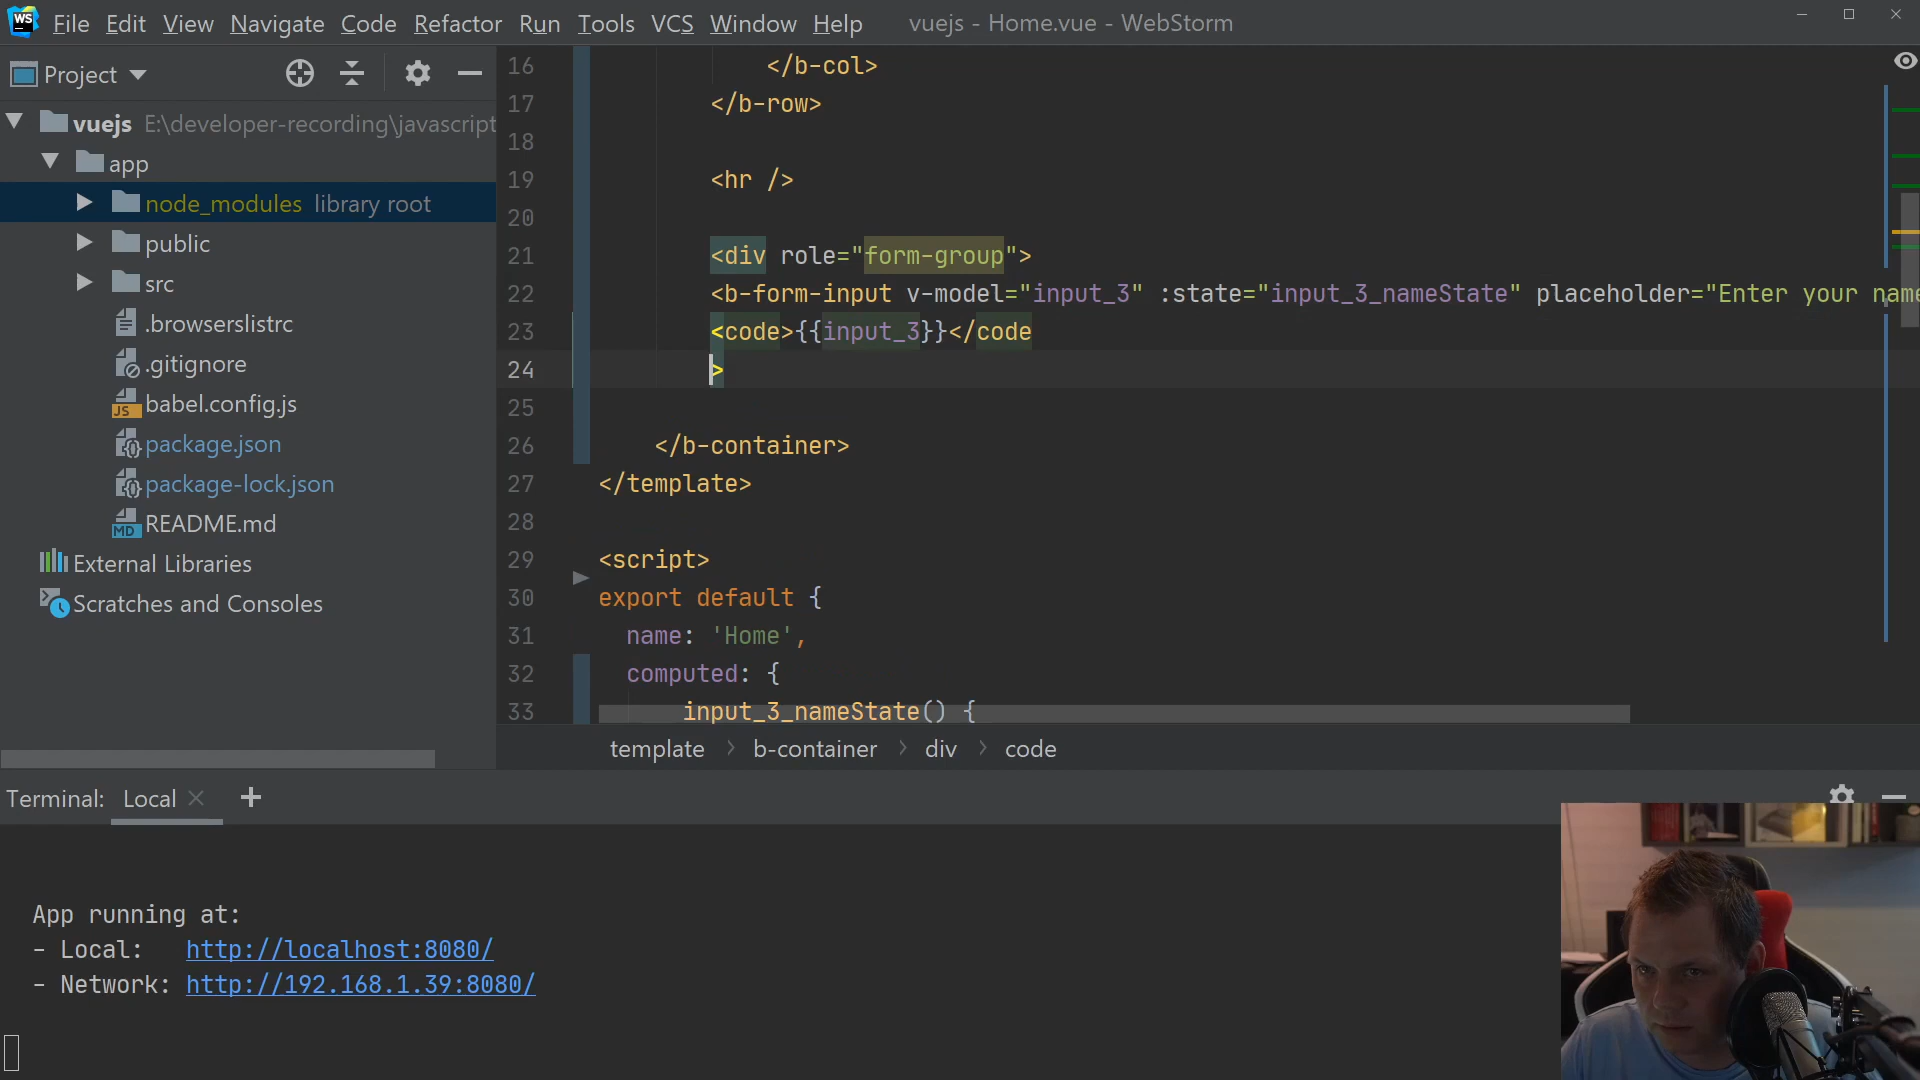 WS File Edit View Navigate Code Refactor Run Tools VCS Window Help vuejs - Home.vue - WebStorm
Project
vuejs E:\developer-recording\javascript
app
node_modules library root
public
src
.browserslistrc
.gitignore
JS babel.config.js
package.json
package-lock.json
MD README.md
External Libraries
Scratches and Consoles
16 </b-col>
17 </b-row>
18
19 <hr />
20
21 <div role="form-group">
22 <b-form-input v-model="input_3" :state="input_3_nameState" placeholder="Enter your name
23 <code>{{input_3}}</code
24 >
25
26 </b-container>
27 </template>
28
29 <script>
30 export default {
31 name: 'Home',
32 computed: {
33 input_3_nameState() {
template b-container div code
Terminal: Local
App running at:
- Local: http://localhost:8080/
- Network: http://192.168.1.39:8080/